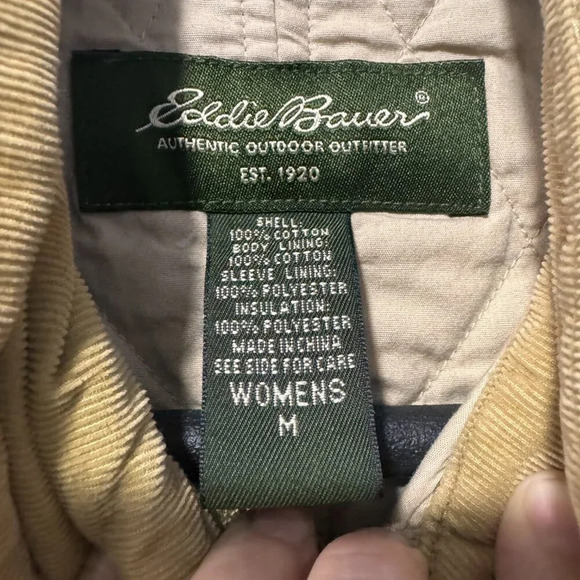 Eddie Bauer®
AUTHENTIC OUTDOOR OUTFITTER
EST. 1920
SHELL:
100% COTTON
BODY LINING:
100% COTTON
SLEEVE LINING:
100% POLYESTER
INSULATION:
100% POLYESTER
MADE IN CHINA
SEE SIDE FOR CARE
WOMENS
M